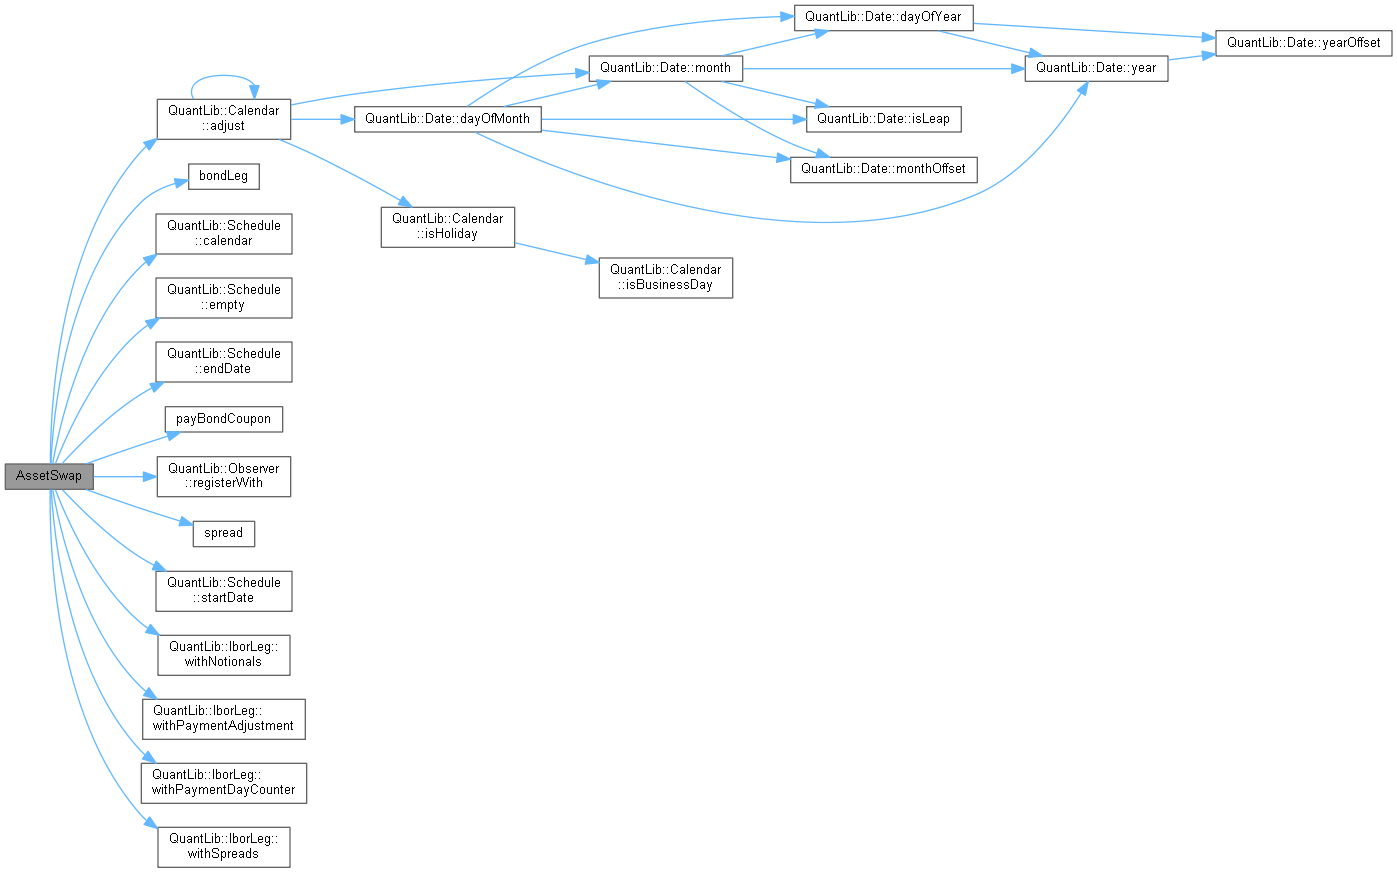 AssetSwap
QuantLib::Calendar
::adjust
bondLeg
QuantLib::Schedule
::calendar
QuantLib::Schedule
::empty
QuantLib::Schedule
::endDate
payBondCoupon
QuantLib::Observer
::registerWith
spread
QuantLib::Schedule
::startDate
QuantLib::IborLeg::
withNotionals
QuantLib::IborLeg::
withPaymentAdjustment
QuantLib::IborLeg::
withPaymentDayCounter
QuantLib::IborLeg::
withSpreads
QuantLib::Date::dayOfMonth
QuantLib::Calendar
::isHoliday
QuantLib::Date::month
QuantLib::Calendar
::isBusinessDay
QuantLib::Date::dayOfYear
QuantLib::Date::isLeap
QuantLib::Date::monthOffset
QuantLib::Date::year
QuantLib::Date::yearOffset